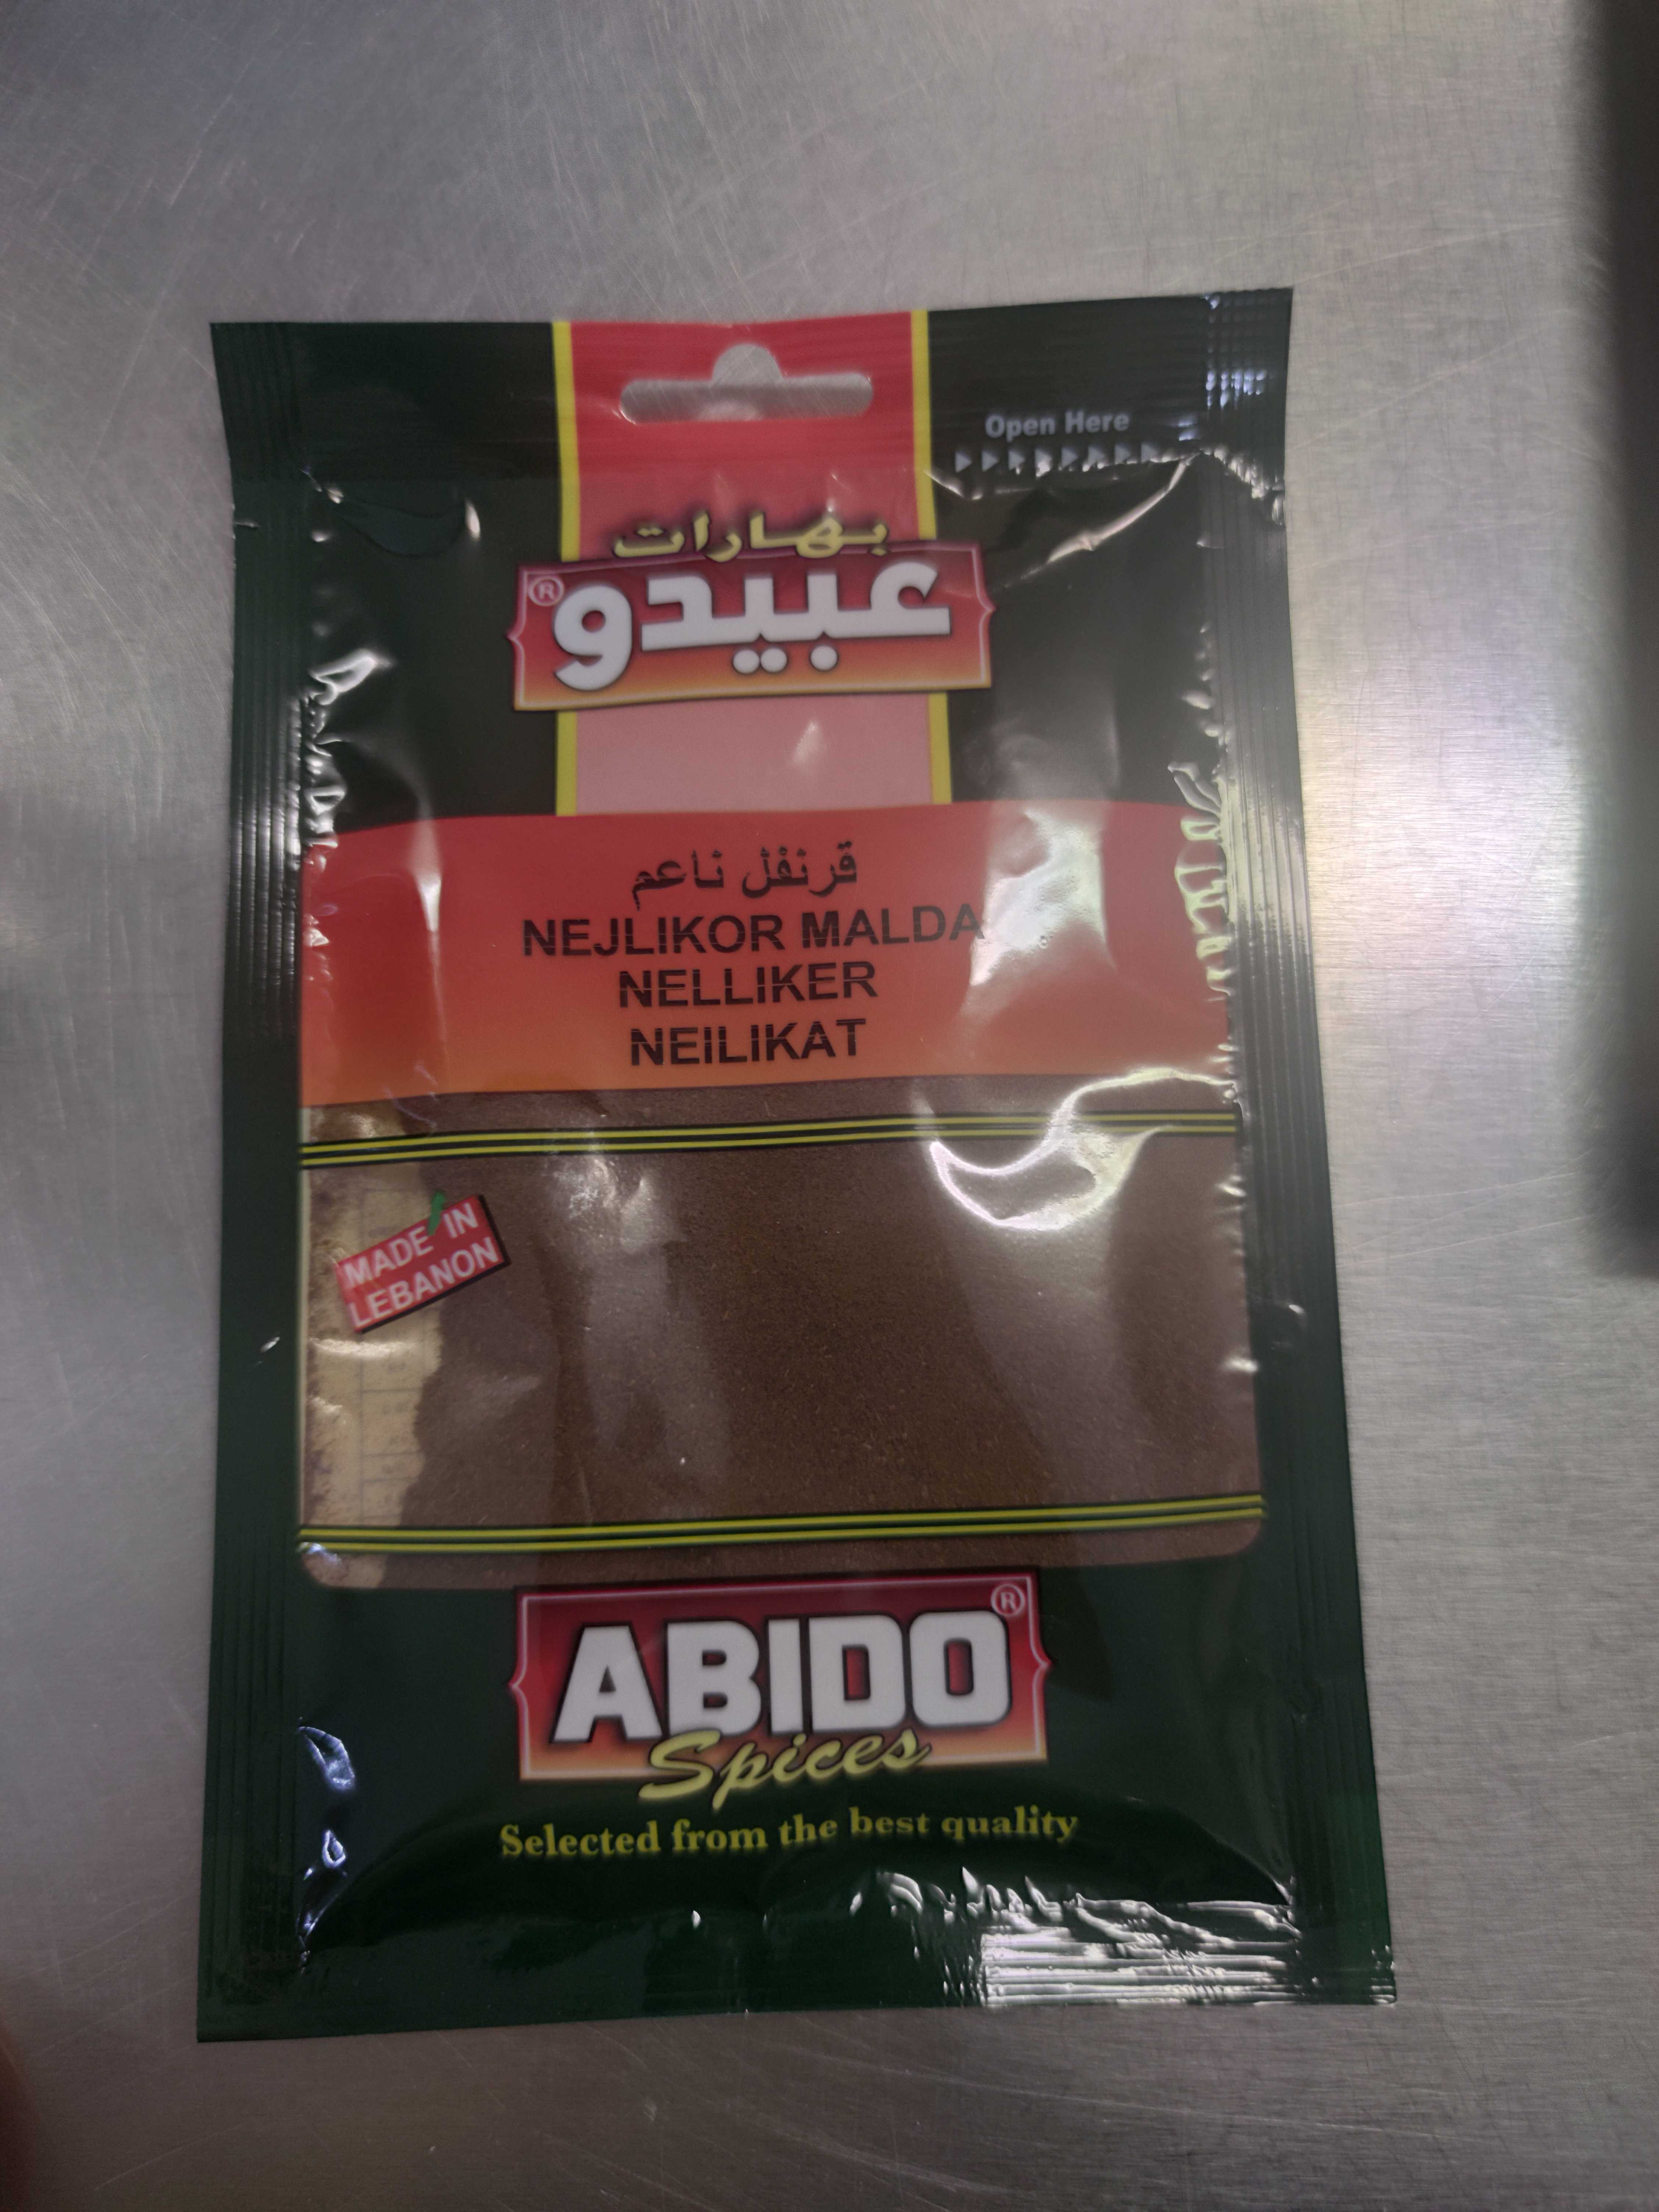 Open Here
بهارات
عبيدو®
قرنفل ناعم
NEJLIKOR MALDA
NELLIKER
NEILIKAT
MADE IN
LEBANON
ABIDO®
Spices
Selected from the best quality